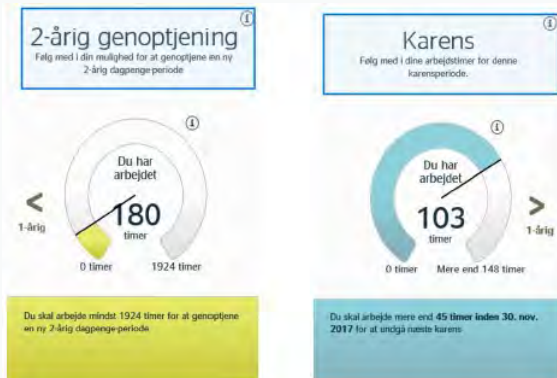 2-årig genoptjening
Følg med i din mulighed for at genoptjene en ny
2-årig dagpenge periode
Du har
arbejdet
180
timer
<
1-årig
0 timer
1924 timer
Du skal arbejde mindst 1924 timer for at genoptjene
en ny 2-årig dagpenge-periode
Karens
Følg med i dine arbejdstimer for denne
karensperiode.
Du har
arbejdet
103
timer
>
1-årig
0 timer
Mere end 148 timer
Du skal arbejde mere end 45 timer inden 30. nov.
2017 for at undgå næste karens